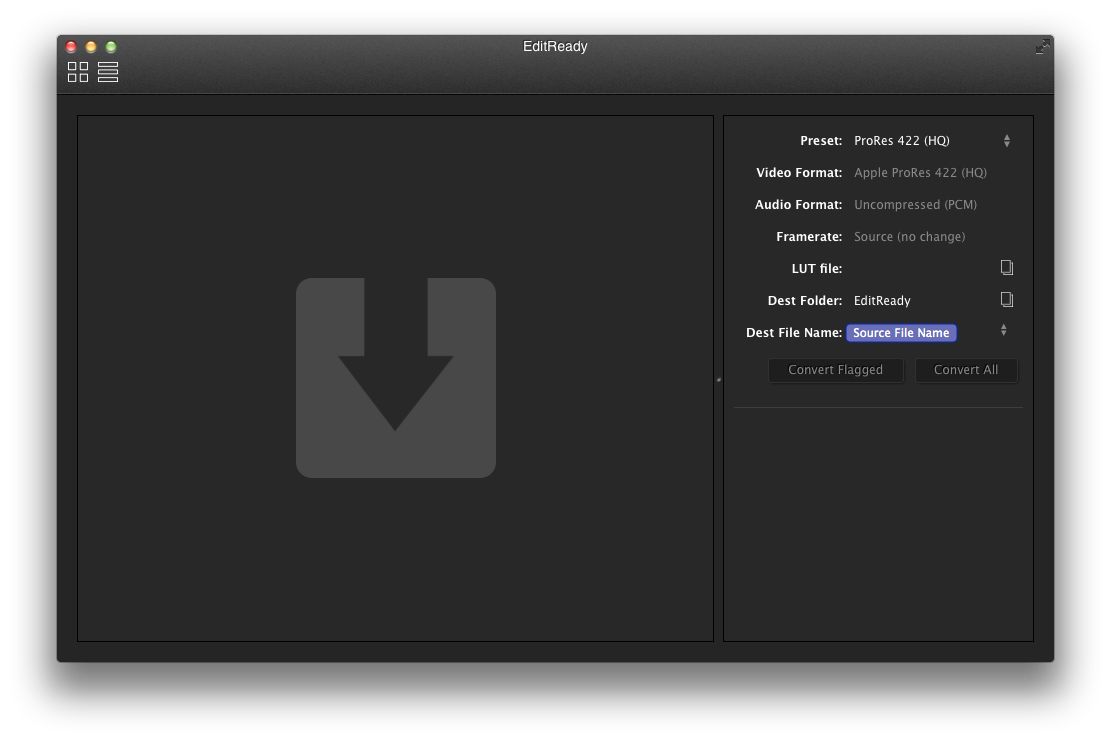 EditReady
Preset: ProRes 422 (HQ)
Video Format: Apple ProRes 422 (HQ)
Audio Format: Uncompressed (PCM)
Framerate: Source (no change)
LUT file:
Dest Folder: EditReady
Dest File Name: Source File Name
Convert Flagged Convert All